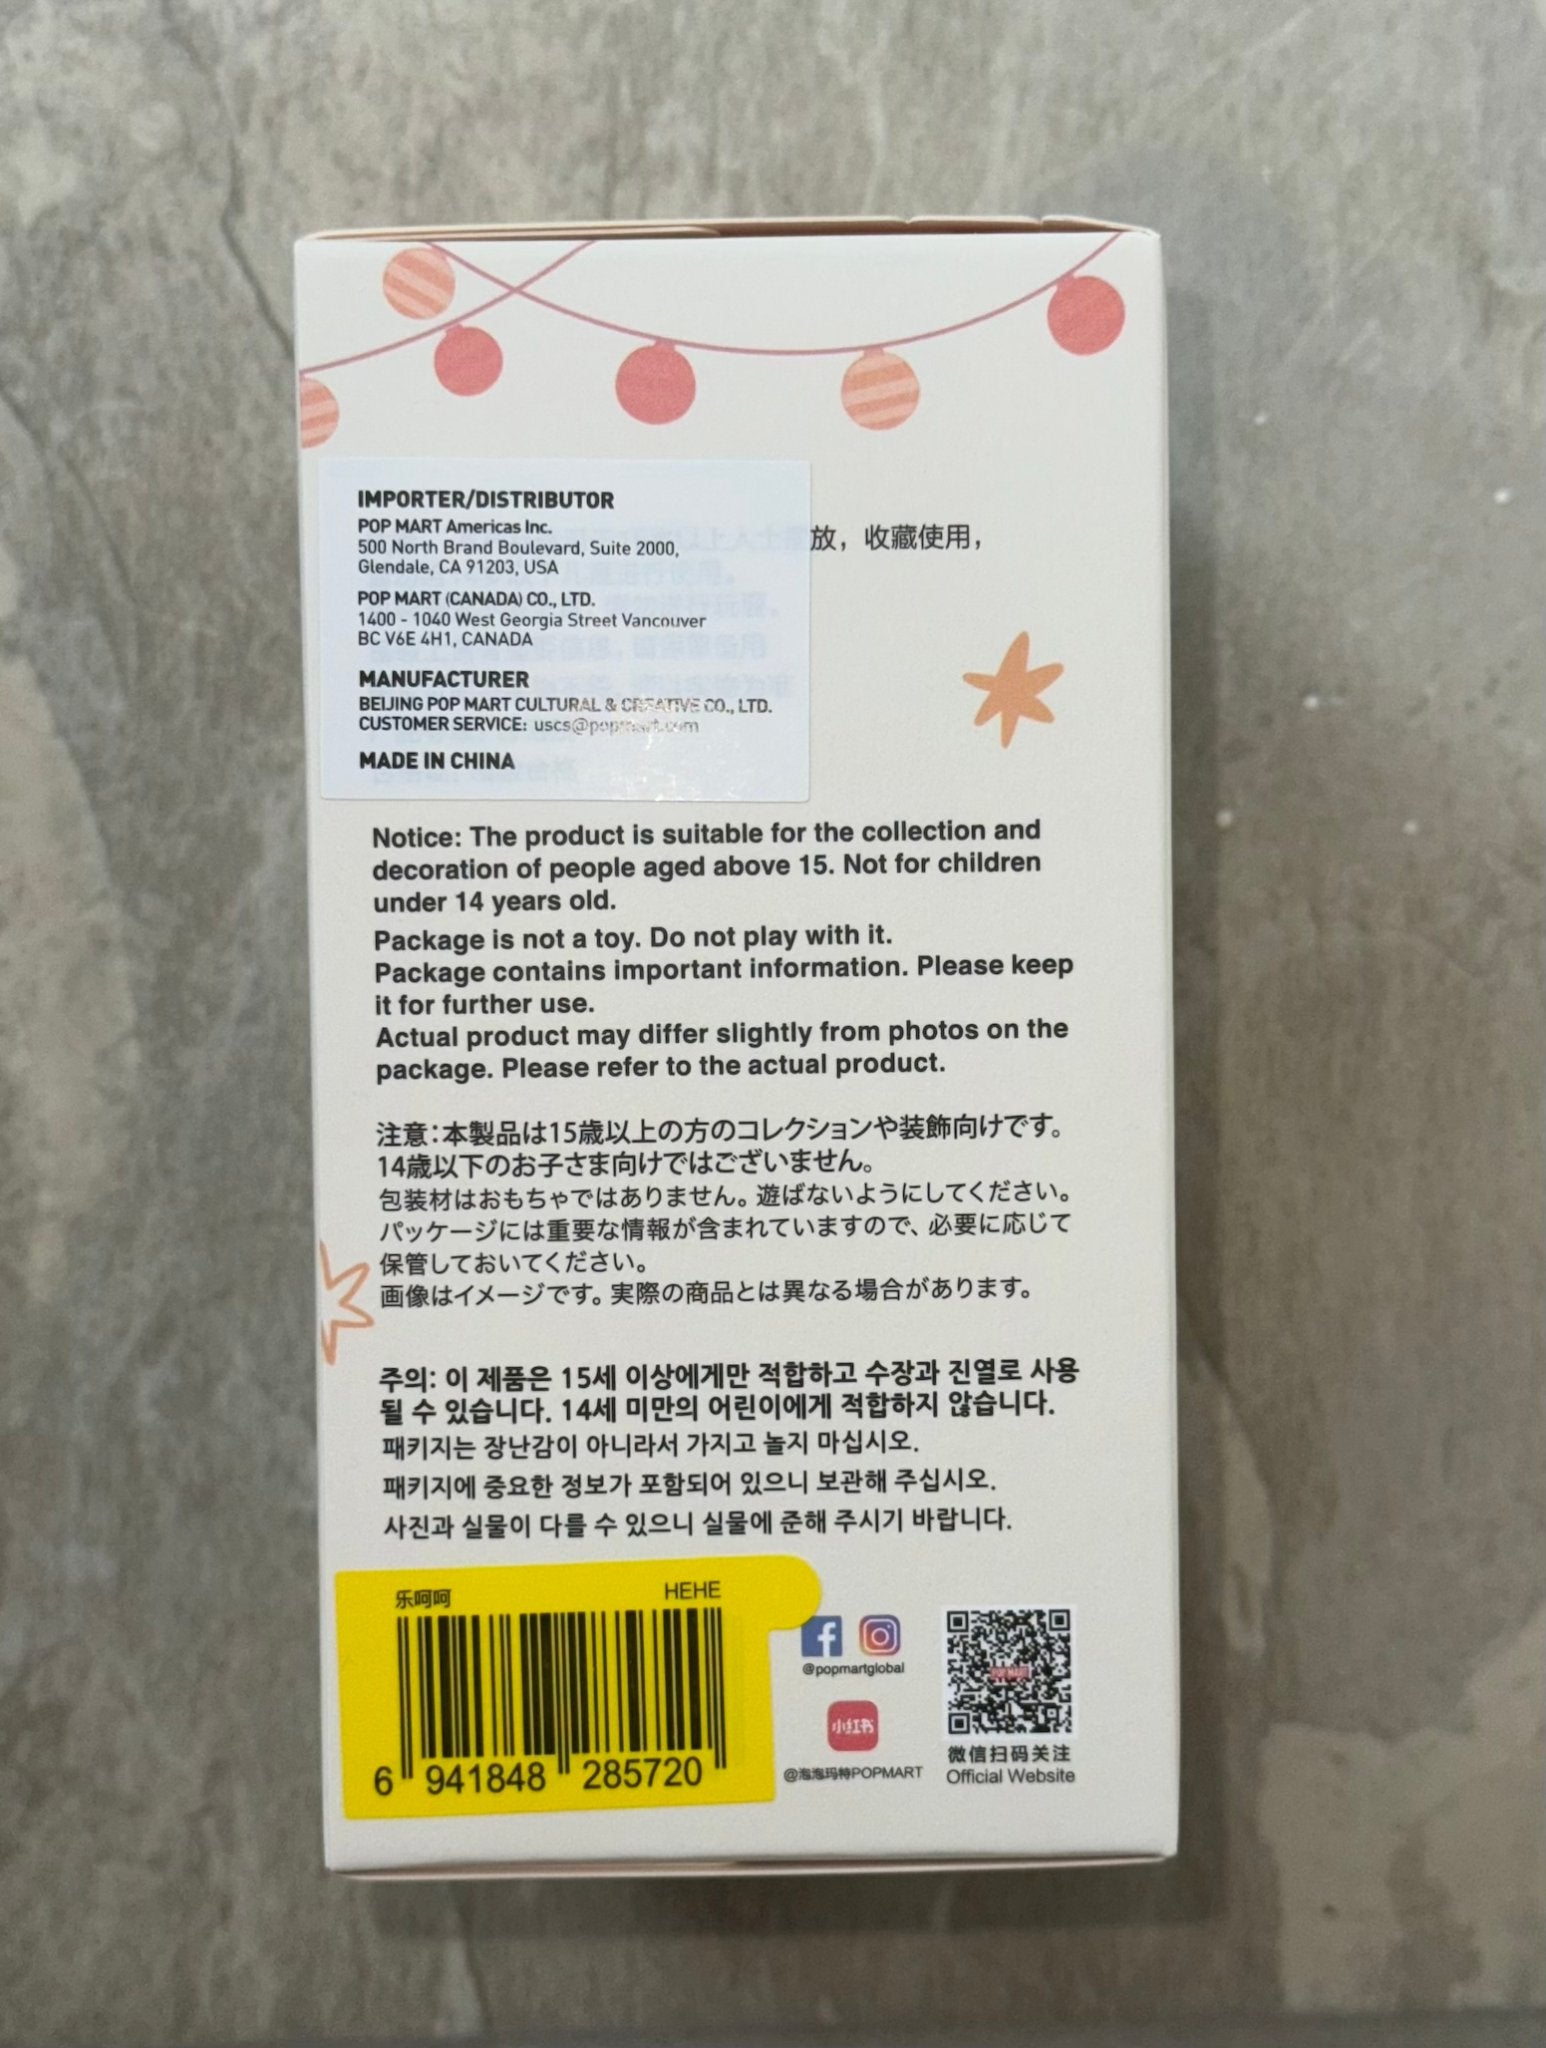 IMPORTER/DISTRIBUTOR
POP MART Americas Inc.
500 North Brand Boulevard, Suite 2000,
Glendale, CA 91203, USA
POP MART (CANADA) CO., LTD.
1400 - 1040 West Georgia Street Vancouver
BC V6E 4H1, CANADA
MANUFACTURER
BEIJING POP MART CULTURAL & CREATIVE CO., LTD.
CUSTOMER SERVICE: uscs@popmart.com
MADE IN CHINA
放，收藏使用，
Notice: The product is suitable for the collection and
decoration of people aged above 15. Not for children
under 14 years old.
Package is not a toy. Do not play with it.
Package contains important information. Please keep
it for further use.
Actual product may differ slightly from photos on the
package. Please refer to the actual product.
注意：本製品は15歳以上の方のコレクションや装飾向けです。
14歳以下のお子さま向けではございません。
包装材はおもちゃではありません。遊ばないようにしてください。
パッケージには重要な情報が含まれていますので、必要に応じて
保管しておいてください。
画像はイメージです。実際の商品とは異なる場合があります。
주의: 이 제품은 15세 이상에게만 적합하고 수장과 진열로 사용
될 수 있습니다. 14세 미만의 어린이에게 적합하지 않습니다.
패키지는 장난감이 아니라서 가지고 놀지 마십시오.
패키지에 중요한 정보가 포함되어 있으니 보관해 주십시오.
사진과 실물이 다를 수 있으니 실물에 준해 주시기 바랍니다.
乐呵呵 HEHE
6 941848 285720
@popmartglobal
小红书
@泡泡玛特POPMART
POP MART
微信扫码关注
Official Website